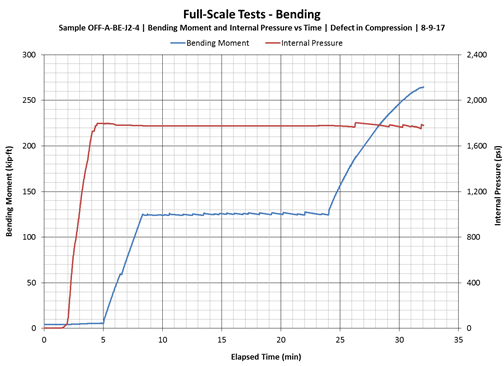 Full-Scale Tests - Bending
Sample OFF-A-BE-J2-4 | Bending Moment and Internal Pressure vs Time | Defect in Compression | 8-9-17
Bending Moment Internal Pressure
300 2,400
250 2,000
200 1,600
150 1,200
100 800
50 400
0 0
Bending Moment (kip-ft)
Internal Pressure (psi)
0 5 10 15 20 25 30 35
Elapsed Time (min)